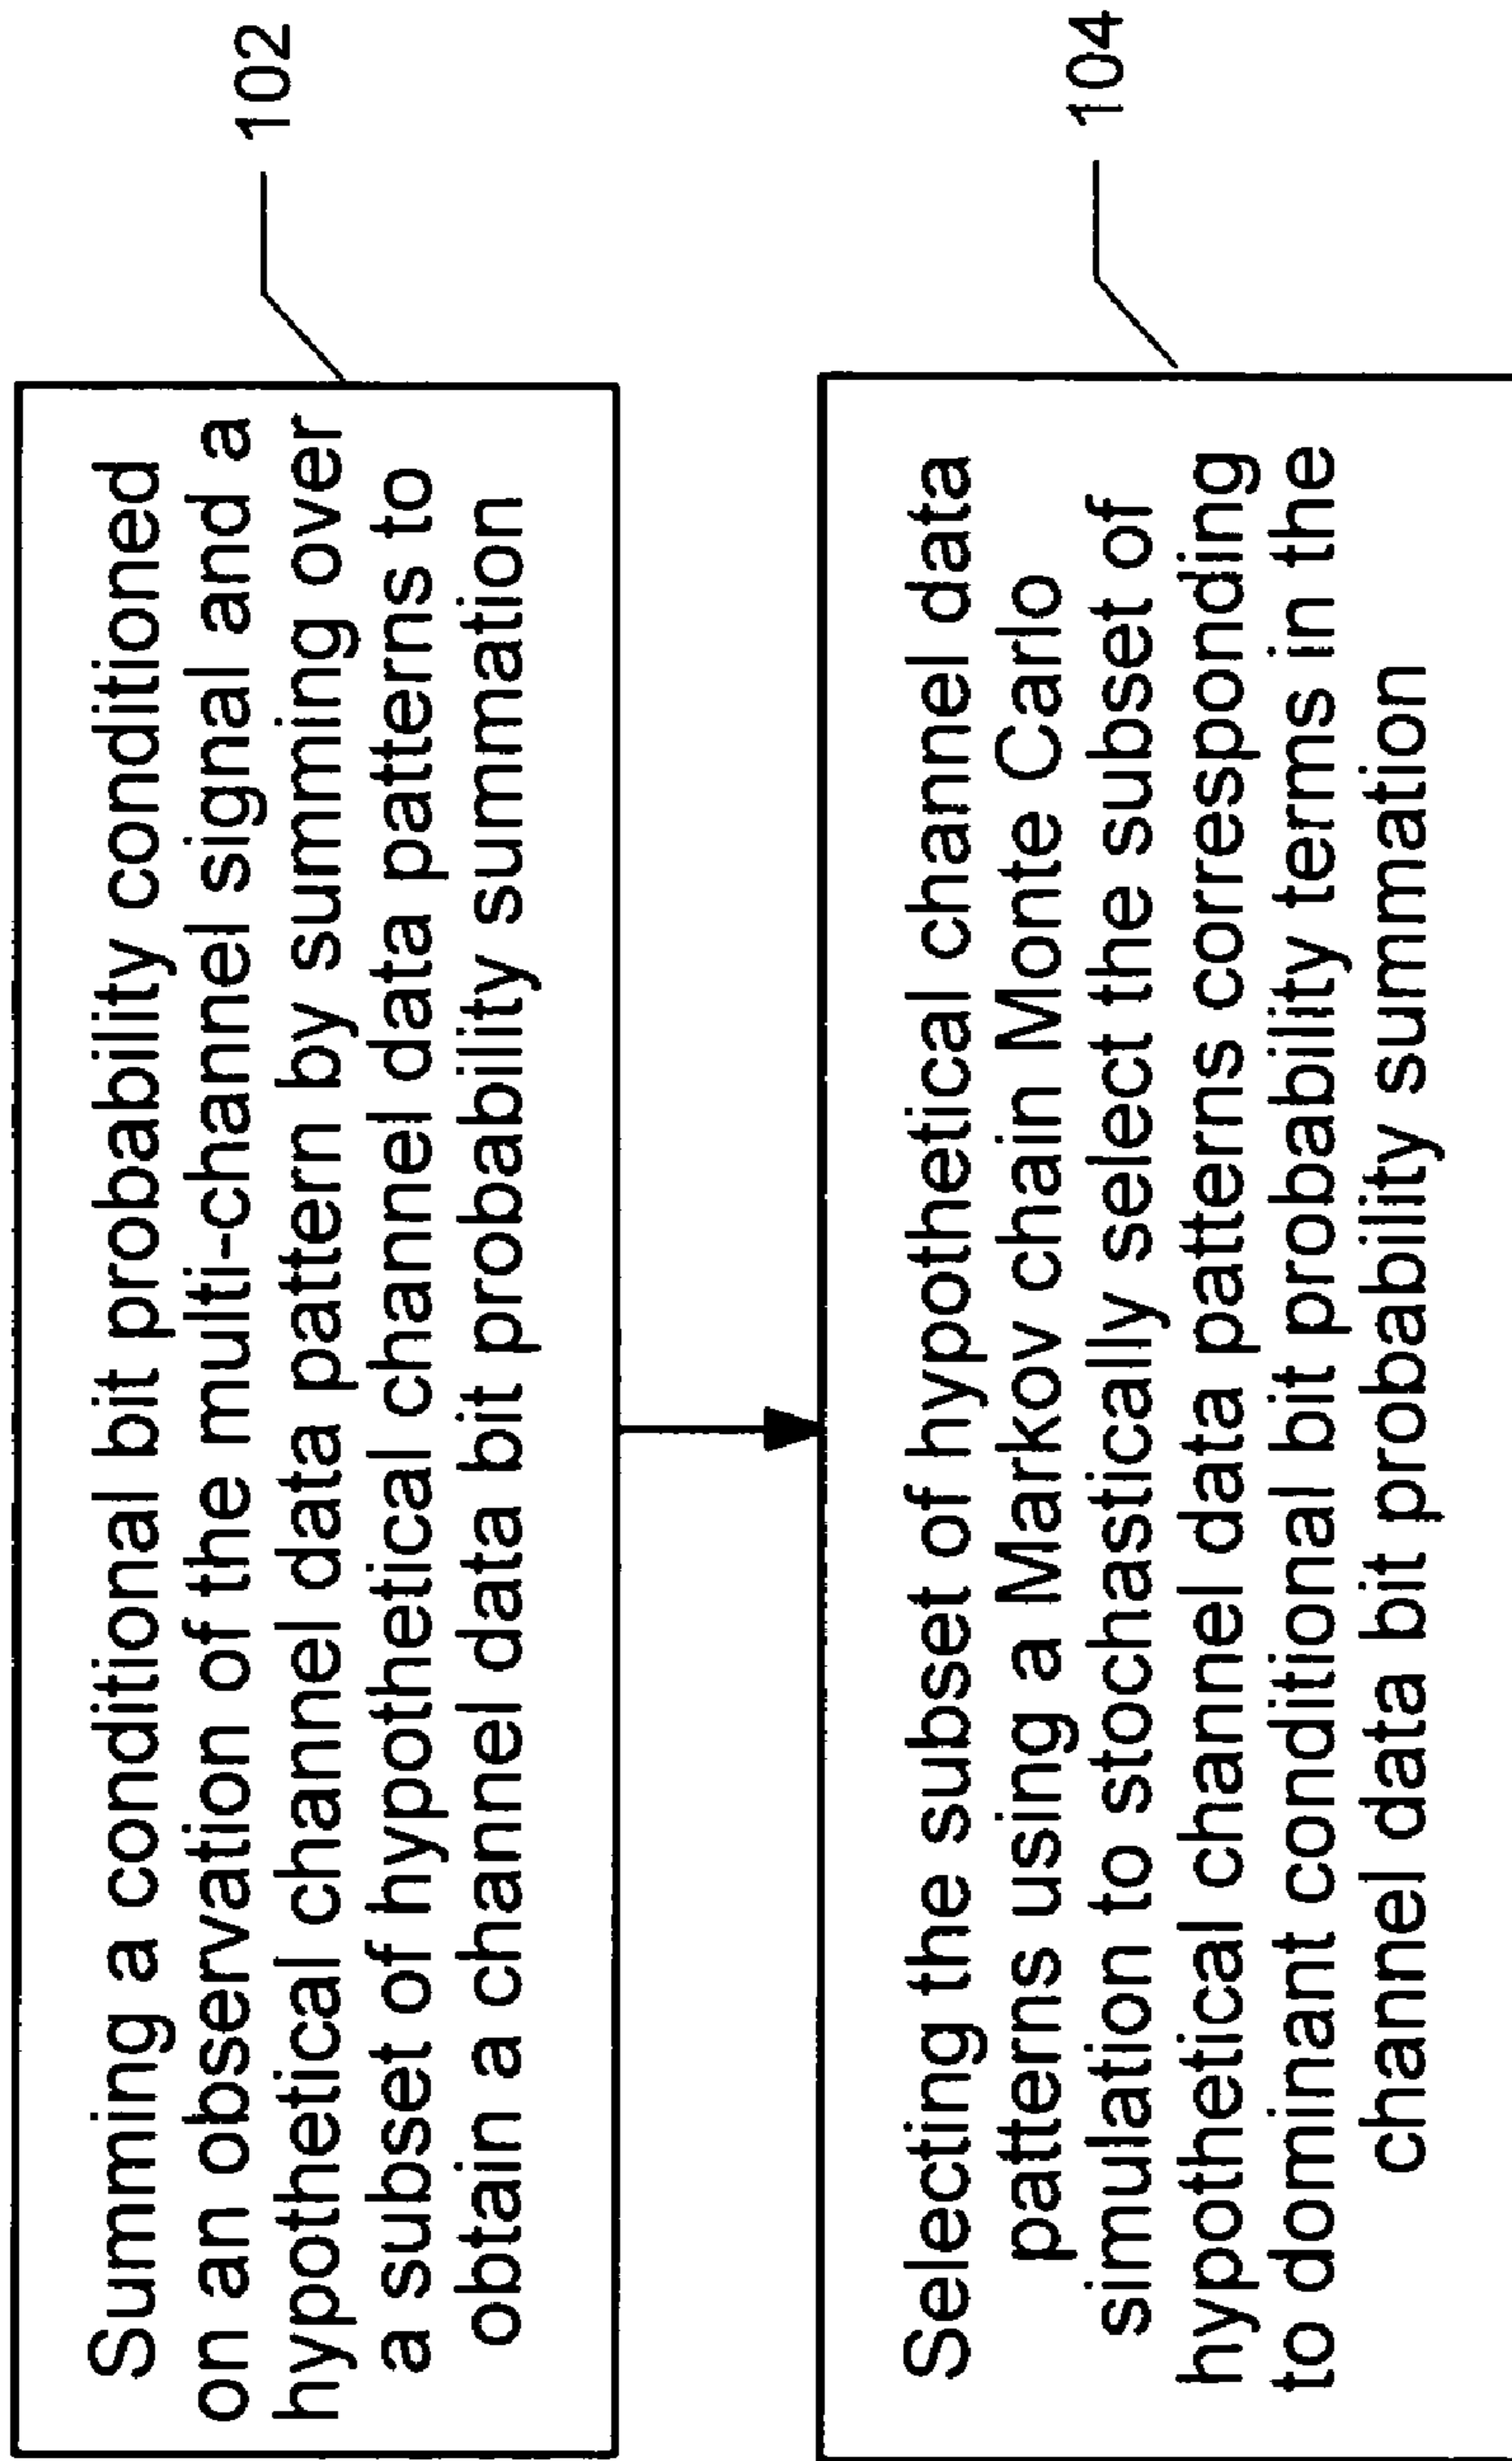 Summing a conditional bit probability conditioned
on an observation of the multi-channel signal and a
hypothetical channel data pattern by summing over
a subset of hypothetical channel data patterns to
obtain a channel data bit probability summation
102
Selecting the subset of hypothetical channel data
patterns using a Markov chain Monte Carlo
simulation to stochastically select the subset of
hypothetical channel data patterns corresponding
to dominant conditional bit probability terms in the
channel data bit probability summation
104